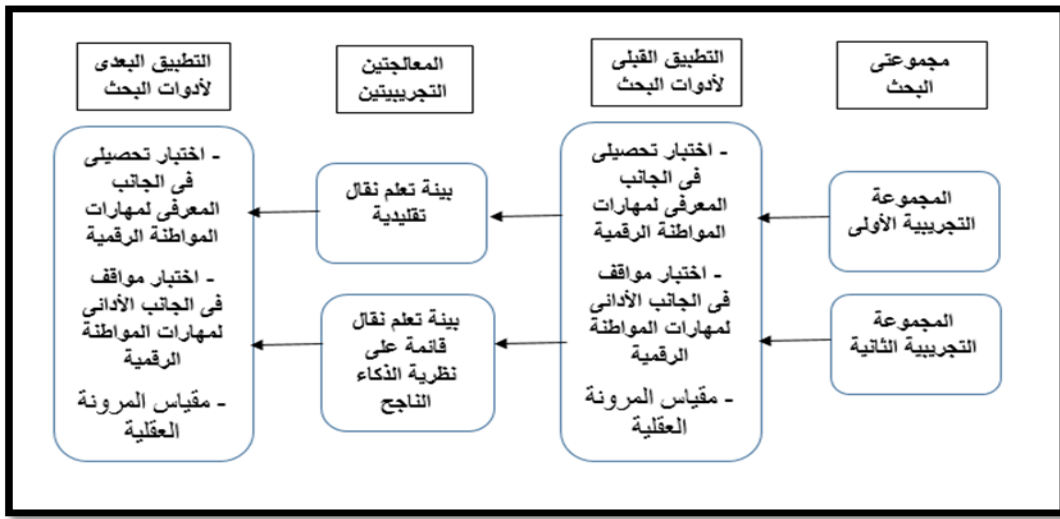 مجموعتى
البحث
التطبيق القبلى
لأدوات البحث
المعالجتين
التجريبيتين
التطبيق البعدى
لأدوات البحث
المجموعة
التجريبية الأولى
المجموعة
التجريبية الثانية
- اختبار تحصيلى
فى الجانب
المعرفى لمهارات
المواطنة الرقمية
- اختبار مواقف
فى الجانب الأدائى
لمهارات المواطنة
الرقمية
- مقياس المرونة
العقلية
بيئة تعلم نقال
تقليدية
بيئة تعلم نقال
قائمة على
نظرية الذكاء
الناجح
- اختبار تحصيلى
فى الجانب
المعرفى لمهارات
المواطنة الرقمية
- اختبار مواقف
فى الجانب الأدائى
لمهارات المواطنة
الرقمية
- مقياس المرونة
العقلية